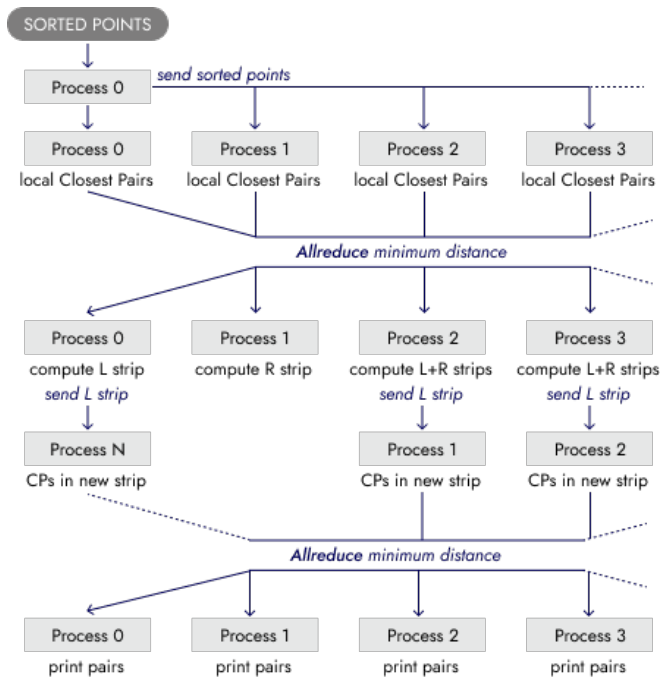 SORTED POINTS
send sorted points
Process 0
Process 0 Process 1 Process 2 Process 3
local Closest Pairs local Closest Pairs local Closest Pairs local Closest Pairs
Allreduce minimum distance
Process 0 Process 1 Process 2 Process 3
compute L strip compute R strip compute L+R strips compute L+R strips
send L strip send L strip send L strip
Process N Process 1 Process 2
CPs in new strip CPs in new strip CPs in new strip
Allreduce minimum distance
Process 0 Process 1 Process 2 Process 3
print pairs print pairs print pairs print pairs